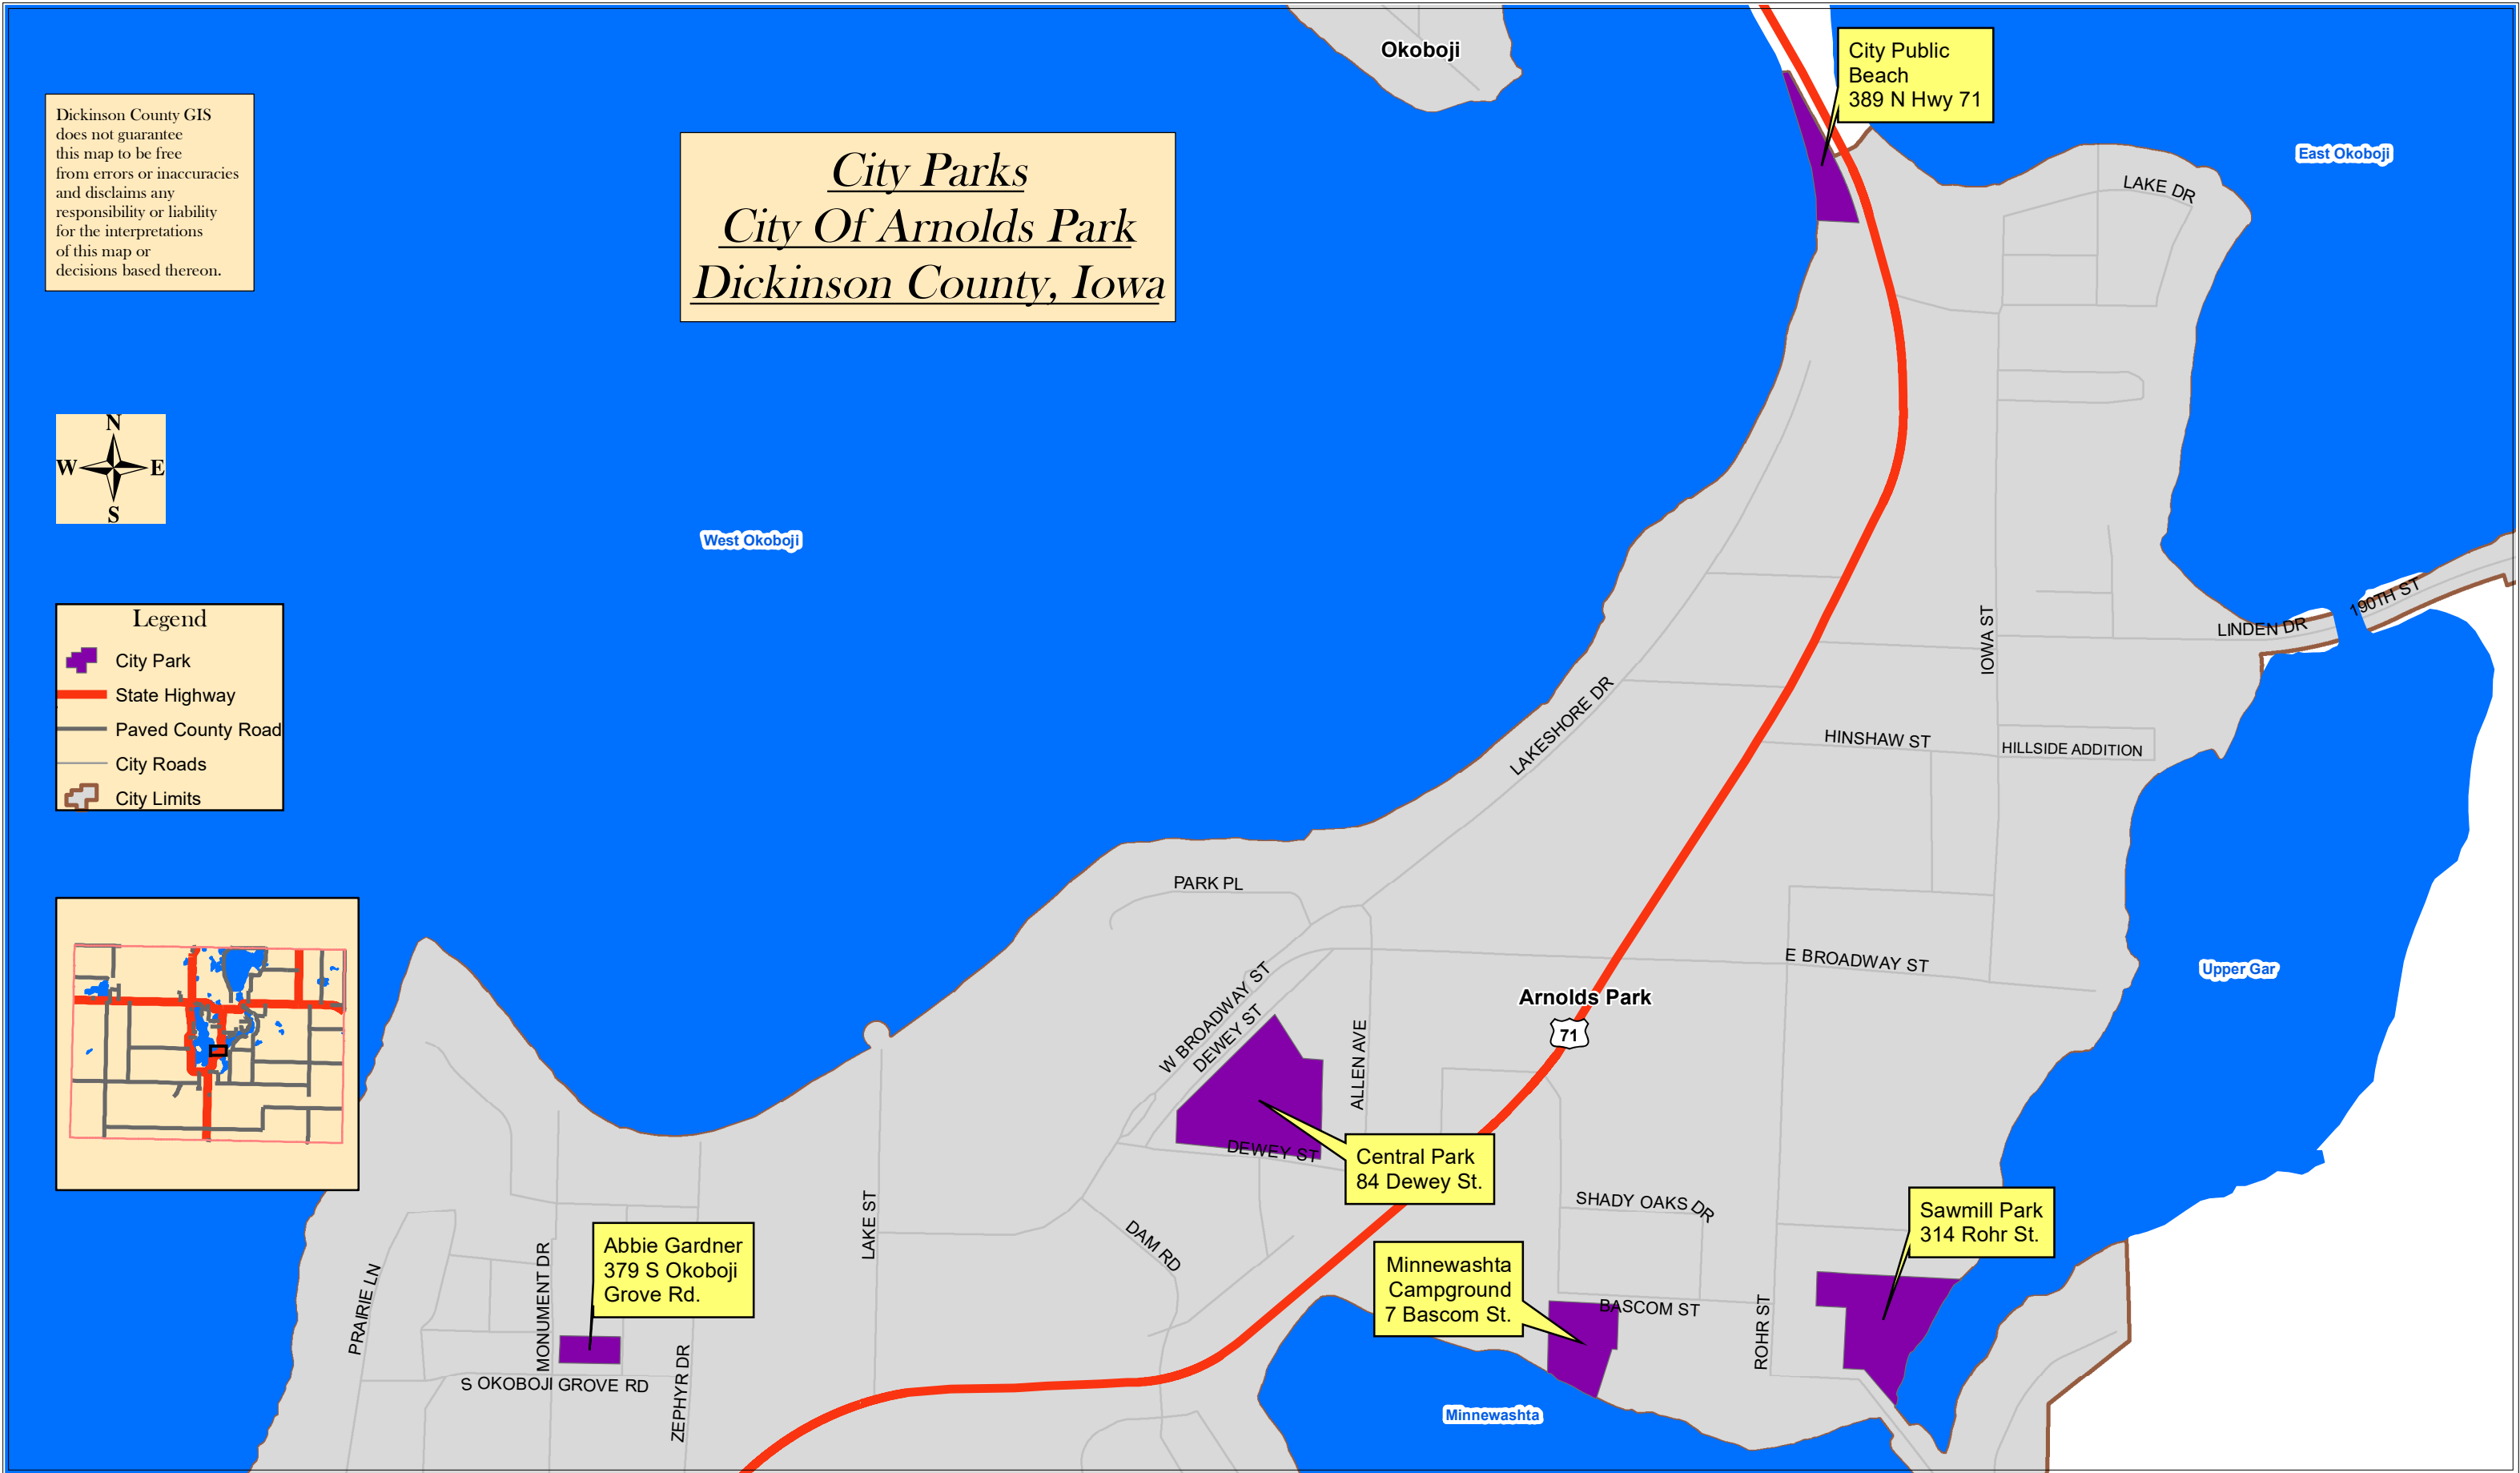 Okoboji
City Public
Beach
389 N Hwy 71
Dickinson County GIS
does not guarantee
this map to be free
from errors or inaccuracies
and disclaims any
responsibility or liability
for the interpretations
of this map or
decisions based thereon.
City Parks
City Of Arnolds Park
Dickinson County, Iowa
East Okoboji
LAKE DR
N
W
E
S
West Okoboji
190TH ST
LINDEN DR
IOWA ST
Legend
City Park
State Highway
Paved County Road
City Roads
City Limits
LAKESHORE DR
HINSHAW ST
HILLSIDE ADDITION
PARK PL
E BROADWAY ST
Upper Gar
W BROADWAY ST
DEWEY ST
Arnolds Park
71
ALLEN AVE
DEWEY ST
Central Park
84 Dewey St.
SHADY OAKS DR
Sawmill Park
314 Rohr St.
LAKE ST
DAM RD
Abbie Gardner
379 S Okoboji
Grove Rd.
Minnewashta
Campground
7 Bascom St.
BASCOM ST
ROHR ST
PRAIRIE LN
MONUMENT DR
S OKOBOJI GROVE RD
ZEPHYR DR
Minnewashta